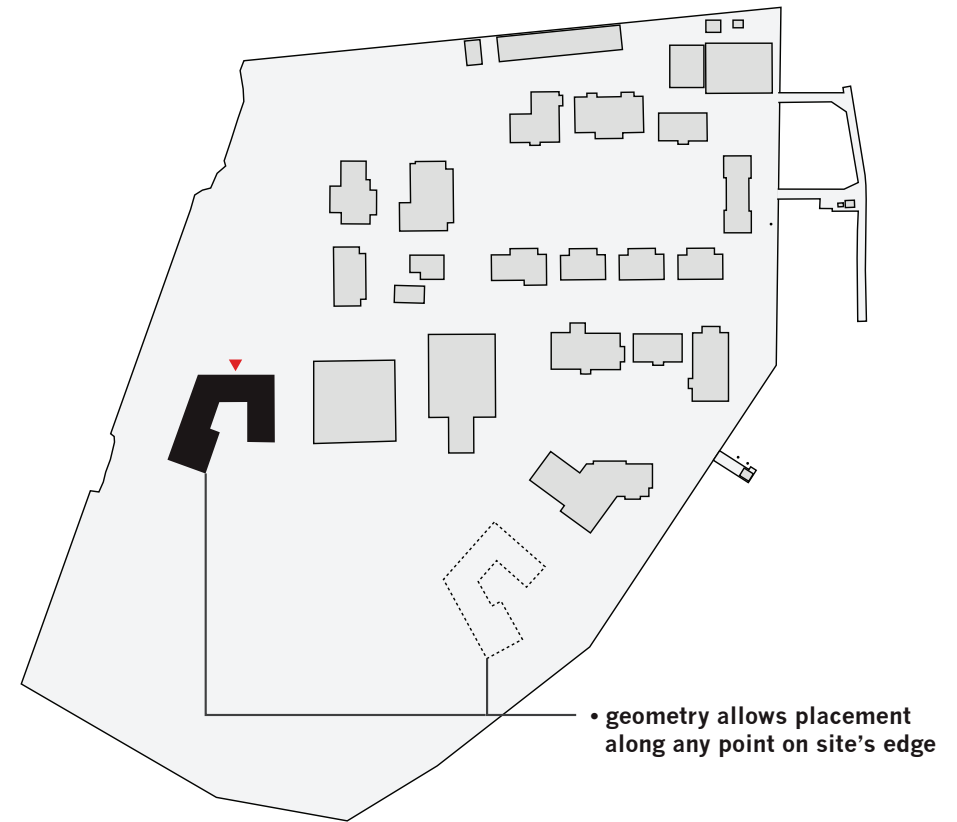 • geometry allows placement
along any point on site’s edge